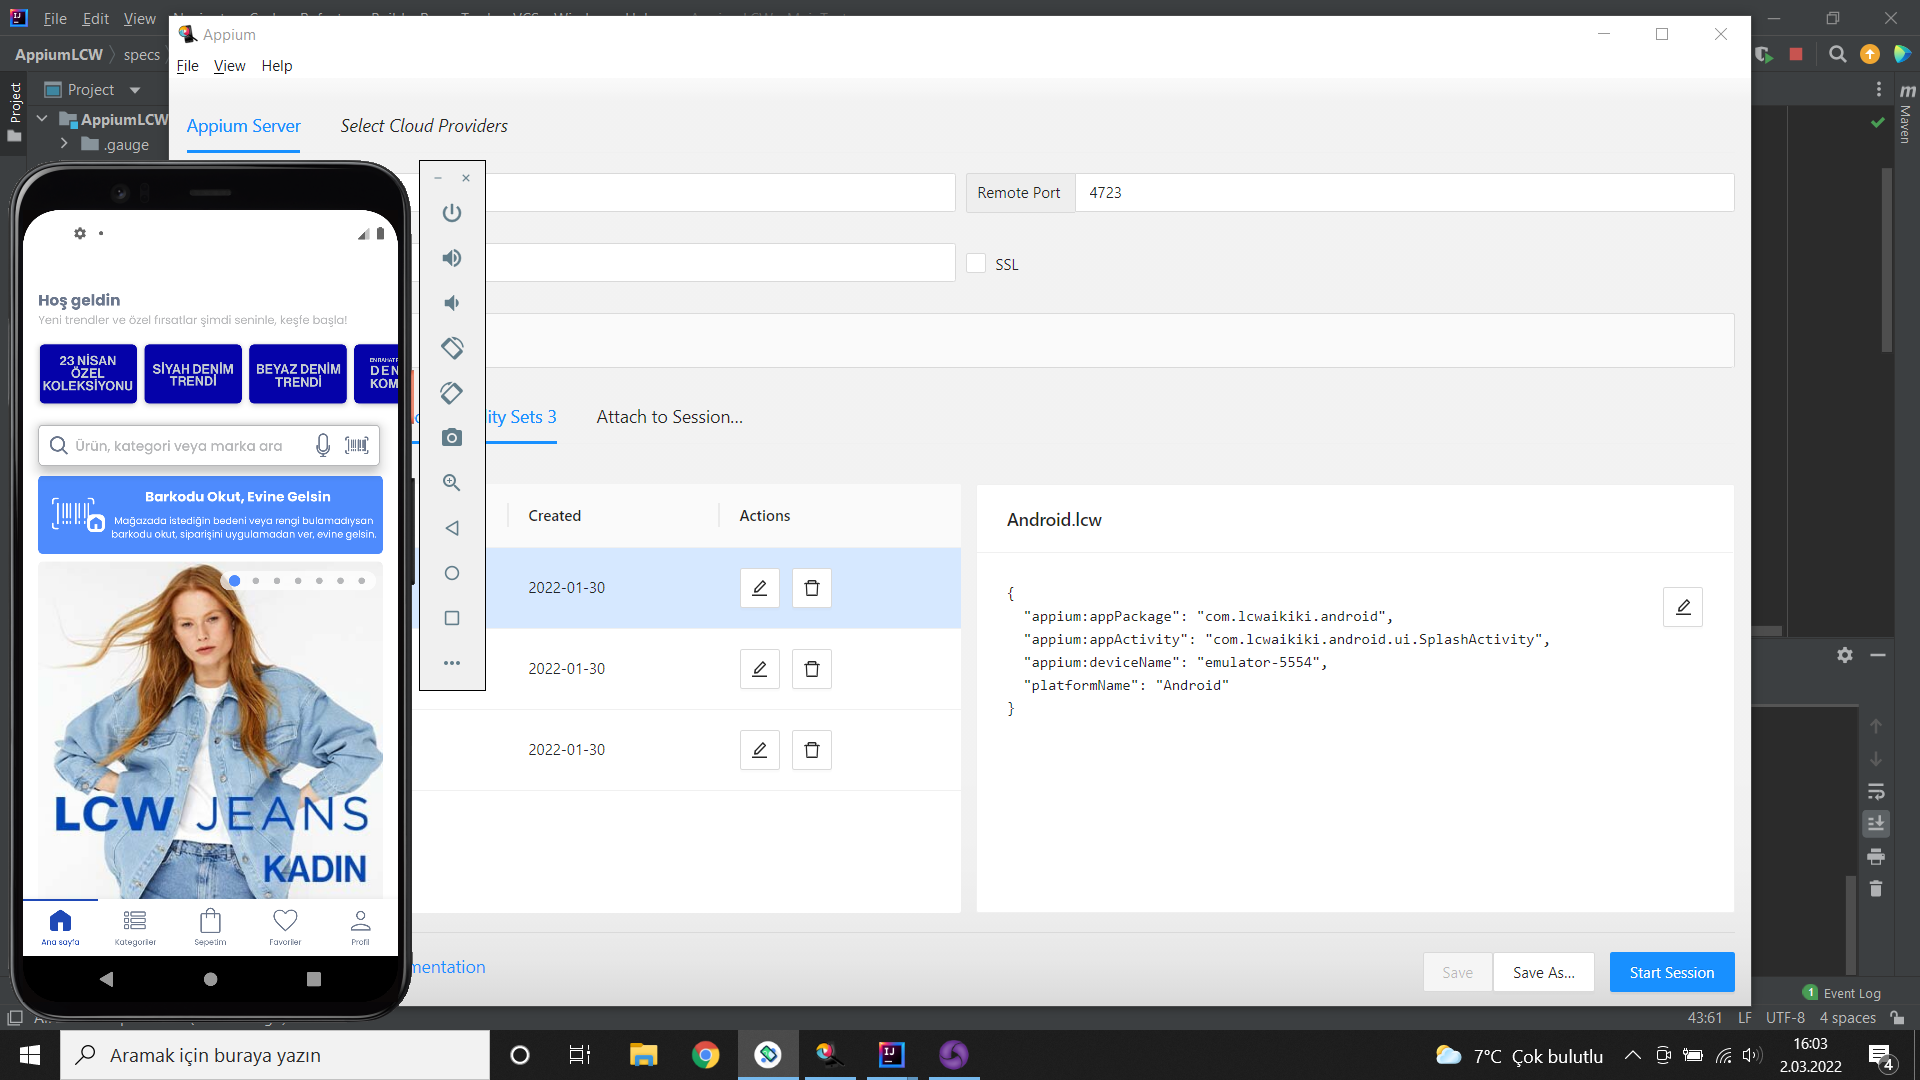 File Edit View
AppiumLCW specs
Project
Project
AppiumLCW
.gauge
Maven
Appium
File View Help
Appium Server Select Cloud Providers
Remote Port 4723
SSL
ity Sets 3 Attach to Session...
Created Actions
2022-01-30
2022-01-30
2022-01-30
Android.lcw
{
"appium:appPackage": "com.lcwaikiki.android",
"appium:appActivity": "com.lcwaikiki.android.ui.SplashActivity",
"appium:deviceName": "emulator-5554",
"platformName": "Android"
}
mentation
Save Save As... Start Session
Hoş geldin
Yeni trendler ve özel fırsatlar şimdi seninle, keşfe başla!
23 NİSAN
ÖZEL
KOLEKSİYONU
SİYAH DENİM
TRENDİ
BEYAZ DENİM
TRENDİ
EN RAHAT
DEN
KOM
Ürün, kategori veya marka ara
Barkodu Okut, Evine Gelsin
Mağazada istediğin bedeni veya rengi bulamadıysan
barkodu okut, siparişini uygulamadan ver, evine gelsin.
LCW JEANS
KADIN
Ana sayfa Kategoriler Sepetim Favoriler Profil
1 Event Log
43:61 LF UTF-8 4 spaces
Aramak için buraya yazın
7°C Çok bulutlu
16:03
2.03.2022
4